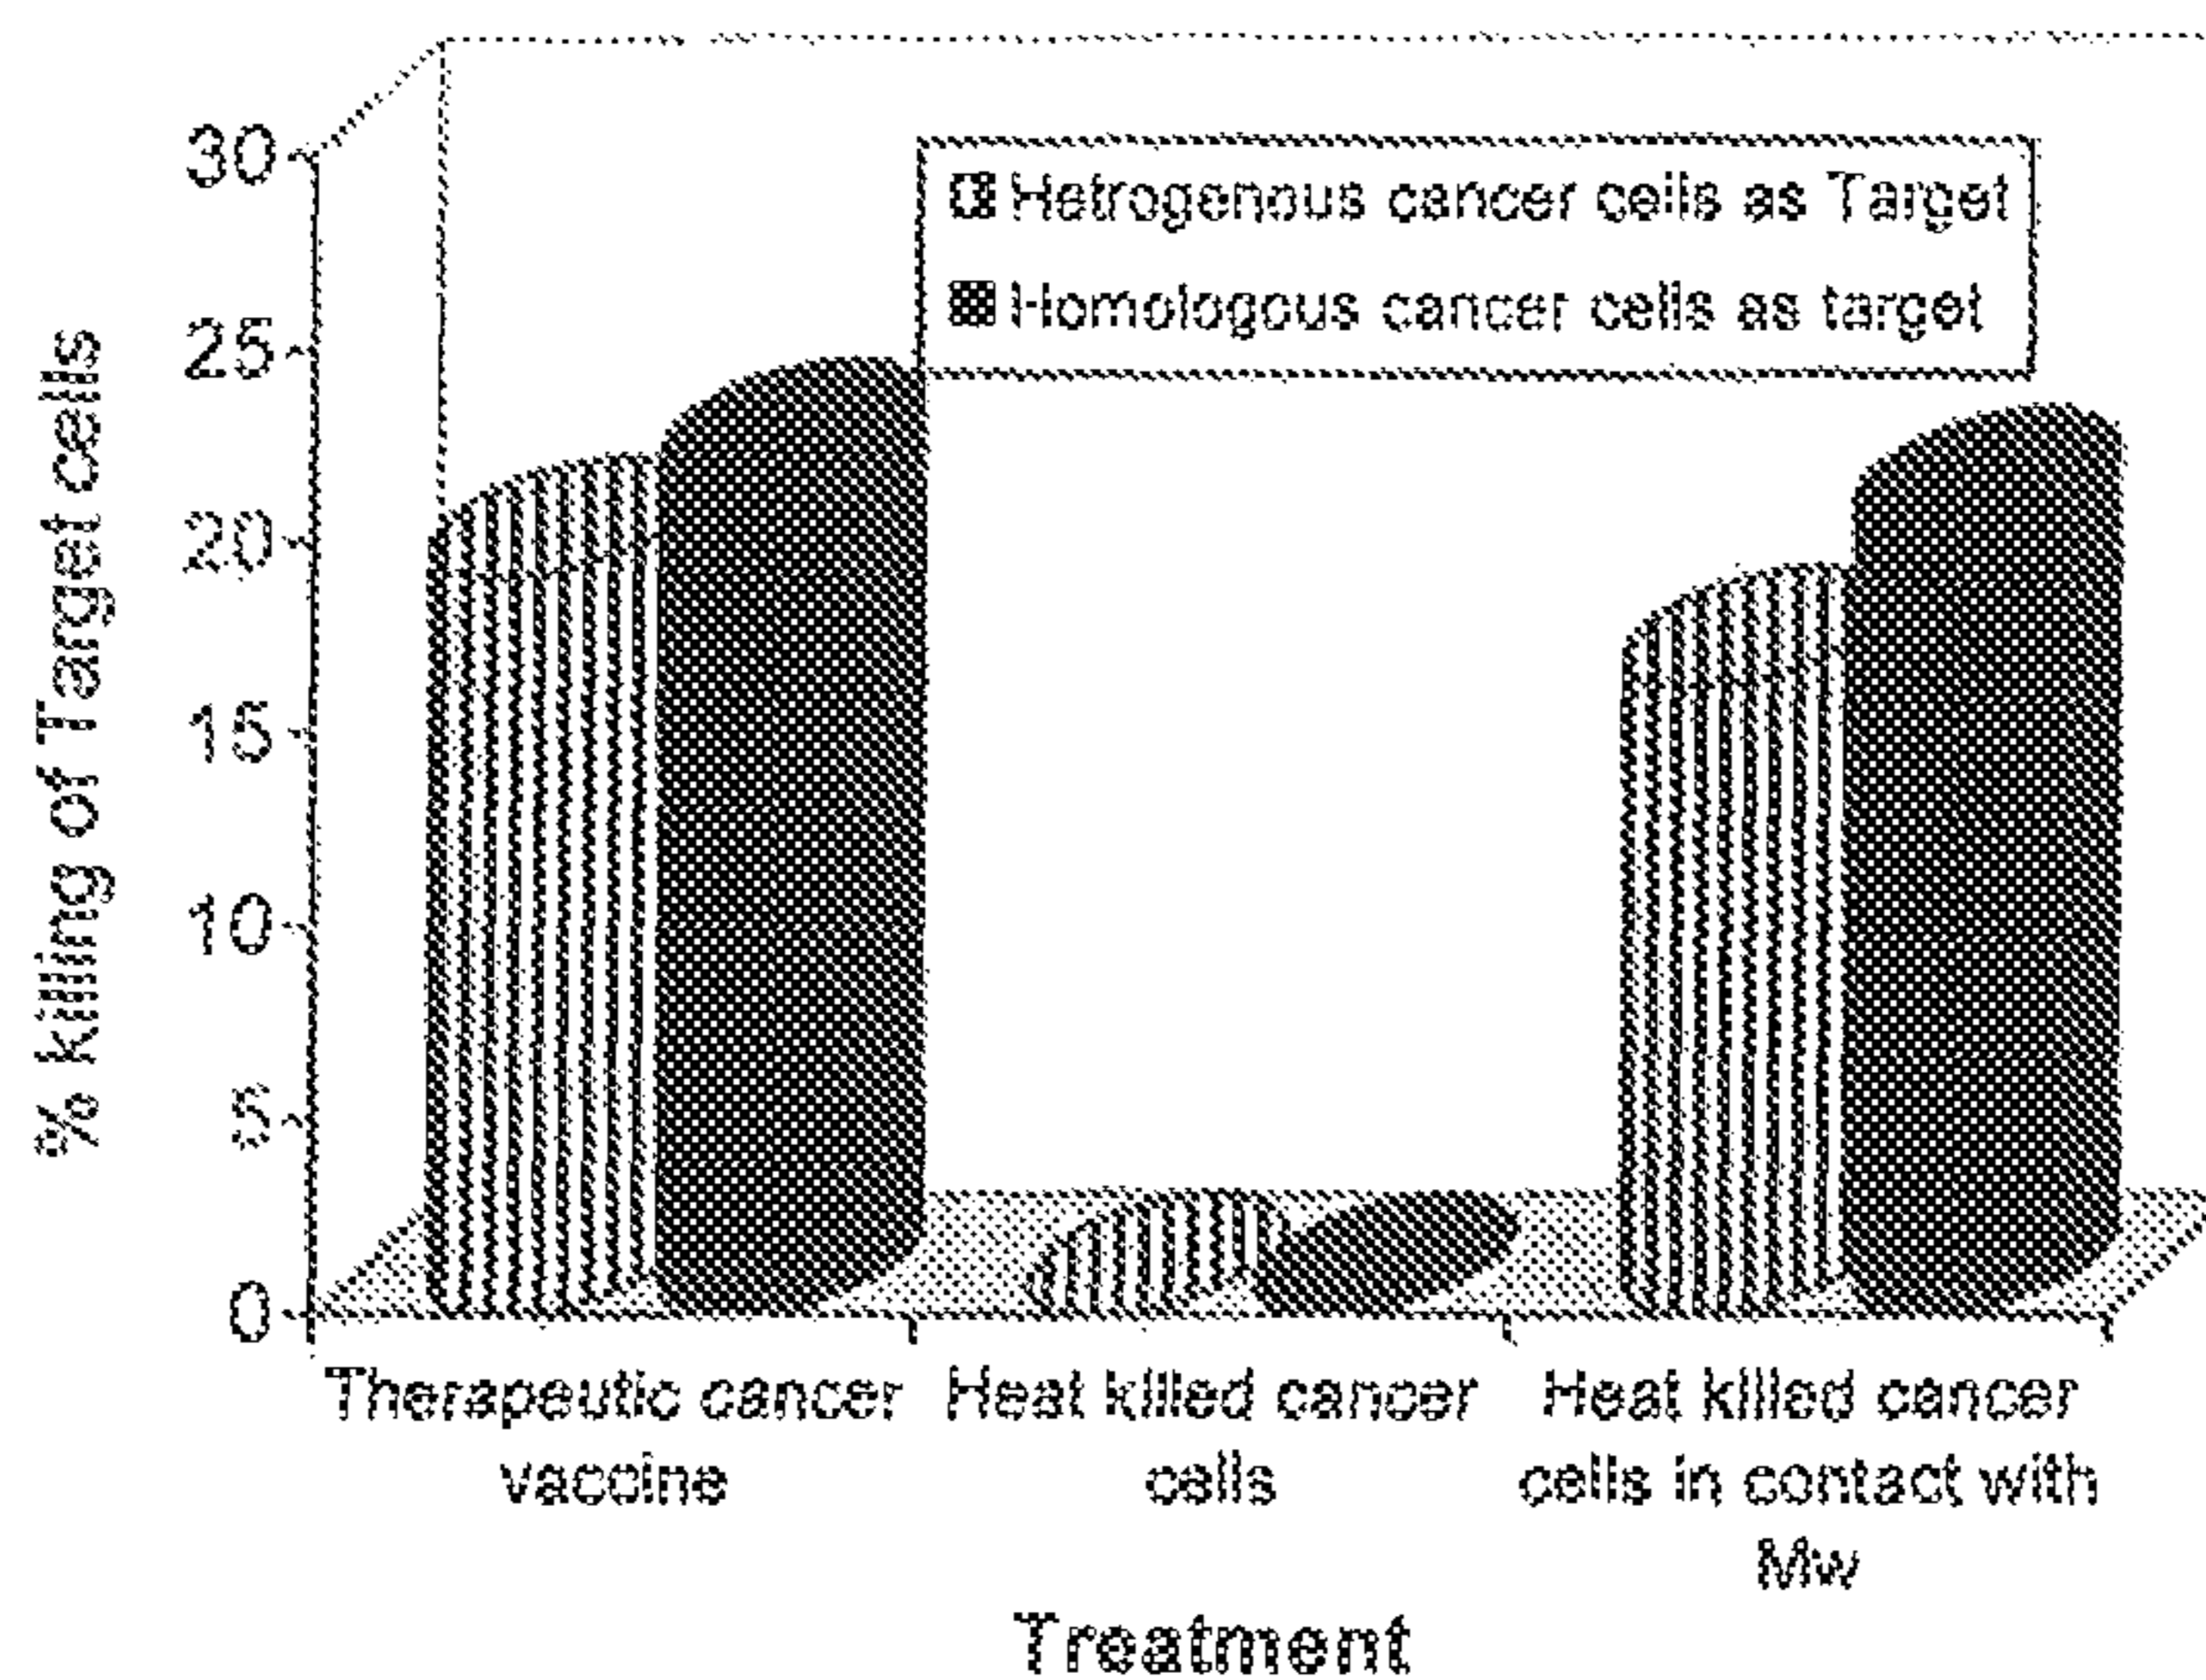 30
25
20
15
10
5
0
% killing of Target cells
Hetrogenous cancer cells as Target
Homologous cancer cells as target
Therapeutic cancer
vaccine
Heat killed cancer
cells
Heat killed cancer
cells in contact with
Mw
Treatment